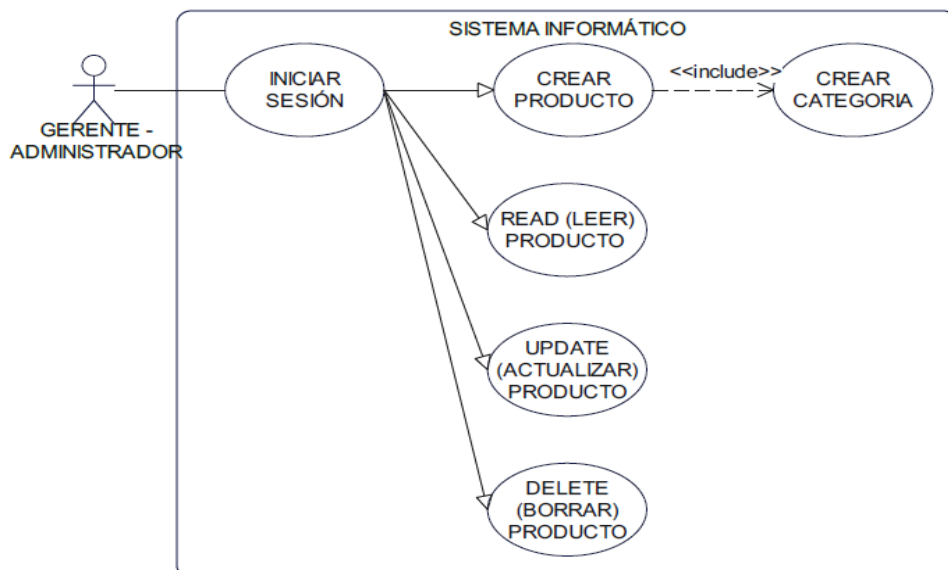 SISTEMA INFORMÁTICO
GERENTE -
ADMINISTRADOR
INICIAR
SESIÓN
CREAR
PRODUCTO
<<include>>
CREAR
CATEGORIA
READ (LEER)
PRODUCTO
UPDATE
(ACTUALIZAR)
PRODUCTO
DELETE
(BORRAR)
PRODUCTO